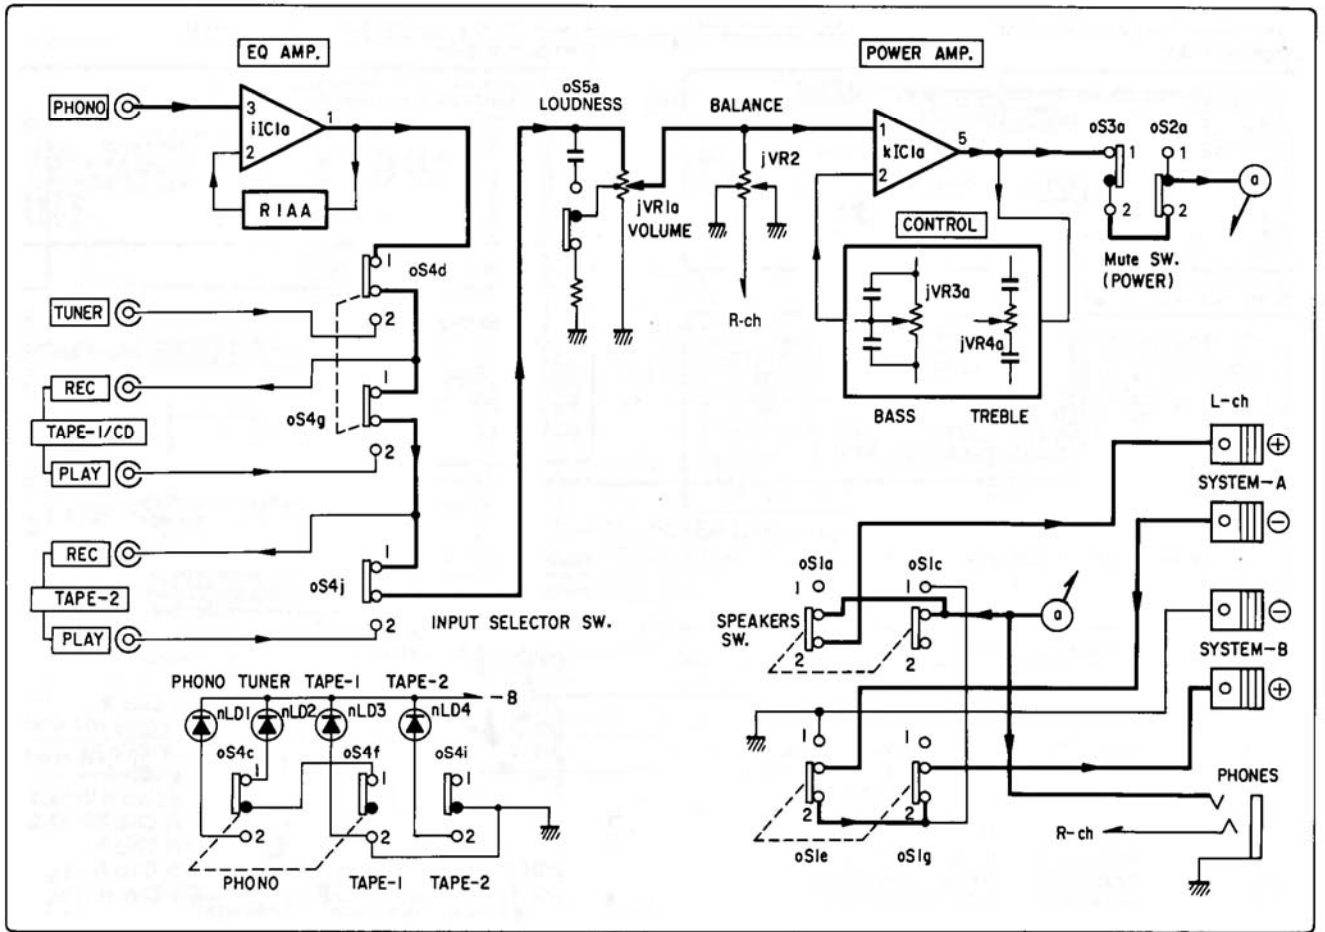 EQ AMP.
PHONO
3
iIC1a
1
2
RIAA
oS5a
LOUDNESS
BALANCE
jVR2
jVR1a
VOLUME
R-ch
POWER AMP.
1
kIC1a
5
2
CONTROL
jVR3a
jVR4a
BASS TREBLE
oS3a oS2a
1 1
2 2
Mute SW.
(POWER)
a
1
oS4d
TUNER
2
REC
1
TAPE-1/CD
oS4g
2
PLAY
REC
1
oS4j
TAPE-2
2
PLAY
INPUT SELECTOR SW.
L-ch
+
SYSTEM-A
−
−
SYSTEM-B
+
oS1a oS1c
1 1
SPEAKERS
SW.
2 2
a
1 1
2 2
oS1e oS1g
PHONES
R-ch
PHONO TUNER TAPE-1 TAPE-2
-B
nLD1 nLD2 nLD3 nLD4
oS4c oS4f oS4i
1 1 1
2 2 2
PHONO TAPE-1 TAPE-2